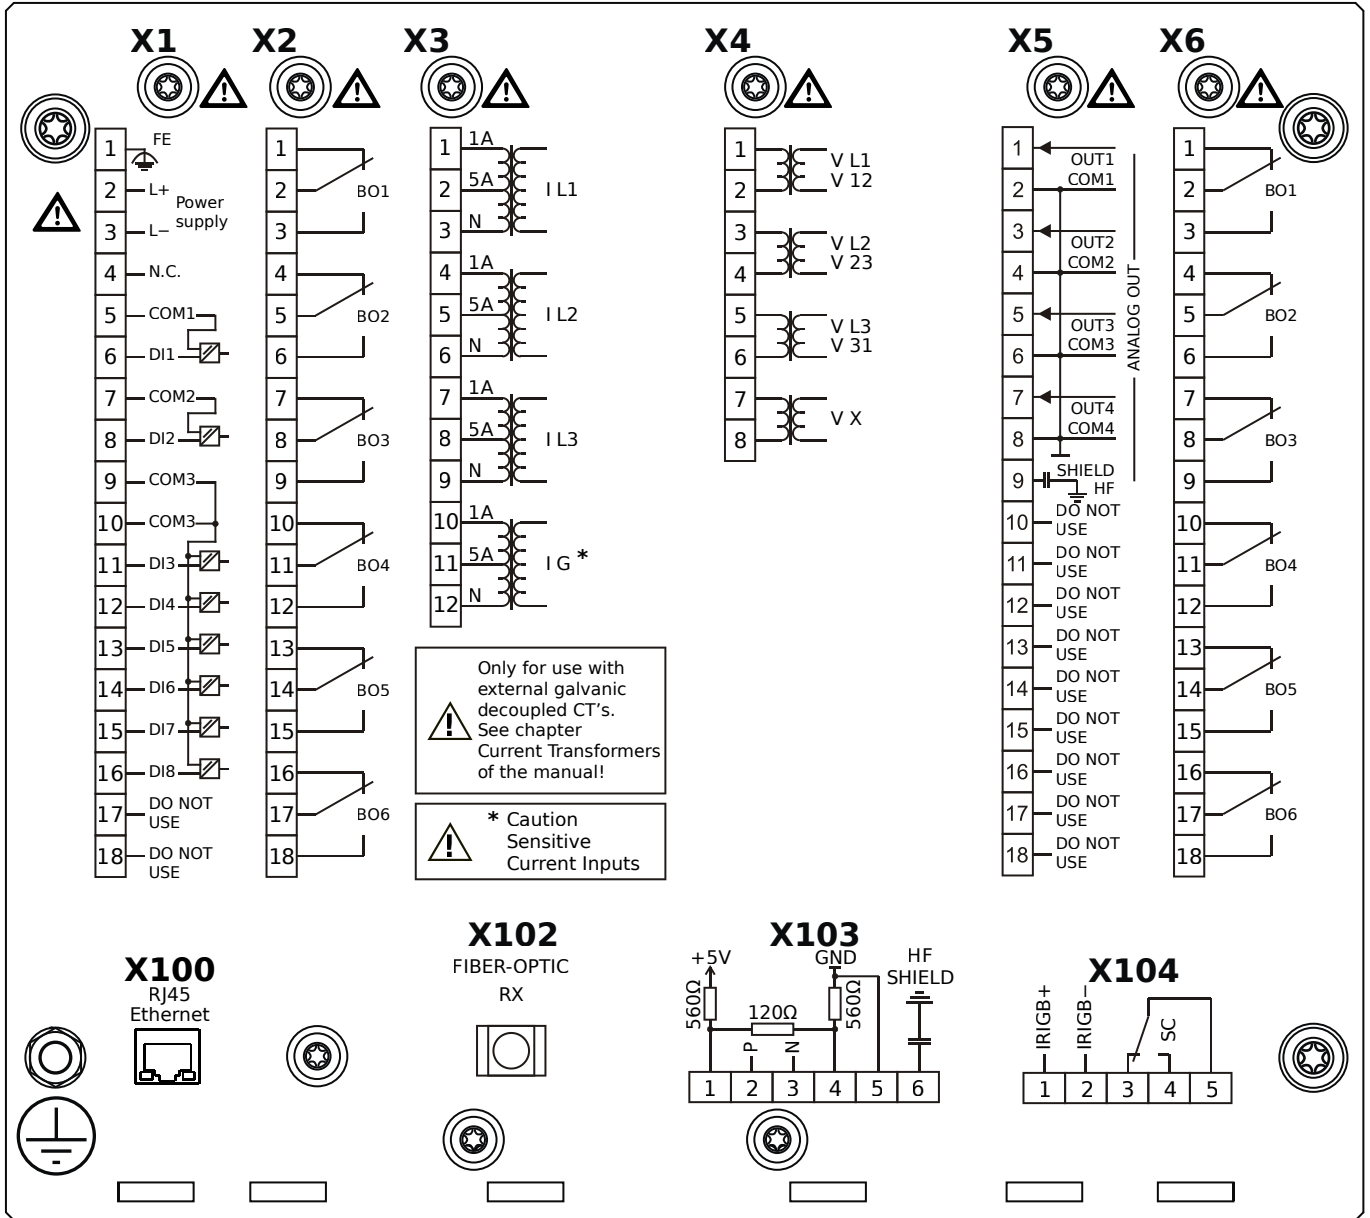 X1 X2 X3 X4 X5 X6
1 FE
2 L+
Power
supply
3 L−
4 N.C.
5 COM1
6 DI1
7 COM2
8 DI2
9 COM3
10 COM3
11 DI3
12 DI4
13 DI5
14 DI6
15 DI7
16 DI8
17 DO NOT
USE
18 DO NOT
USE
1
2 BO1
3
4
5 BO2
6
7
8 BO3
9
10
11 BO4
12
13
14 BO5
15
16
17 BO6
18
1 1A
2 5A I L1
3 N
4 1A
5 5A I L2
6 N
7 1A
8 5A I L3
9 N
10 1A
11 5A I G *
12 N
Only for use with
external galvanic
decoupled CT's.
See chapter
Current Transformers
of the manual!
* Caution
Sensitive
Current Inputs
1 V L1
2 V 12
3 V L2
4 V 23
5 V L3
6 V 31
7 V X
8
1 OUT1
2 COM1
3 OUT2
4 COM2
5 OUT3
6 COM3
7 OUT4
8 COM4
ANALOG OUT
9 SHIELD
HF
10 DO NOT
USE
11 DO NOT
USE
12 DO NOT
USE
13 DO NOT
USE
14 DO NOT
USE
15 DO NOT
USE
16 DO NOT
USE
17 DO NOT
USE
18 DO NOT
USE
1
2 BO1
3
4
5 BO2
6
7
8 BO3
9
10
11 BO4
12
13
14 BO5
15
16
17 BO6
18
X100
RJ45
Ethernet
X102
FIBER-OPTIC
RX
X103
+5V GND HF
SHIELD
560Ω 120Ω 560Ω
P N
1 2 3 4 5 6
X104
IRIGB+ IRIGB− SC
1 2 3 4 5